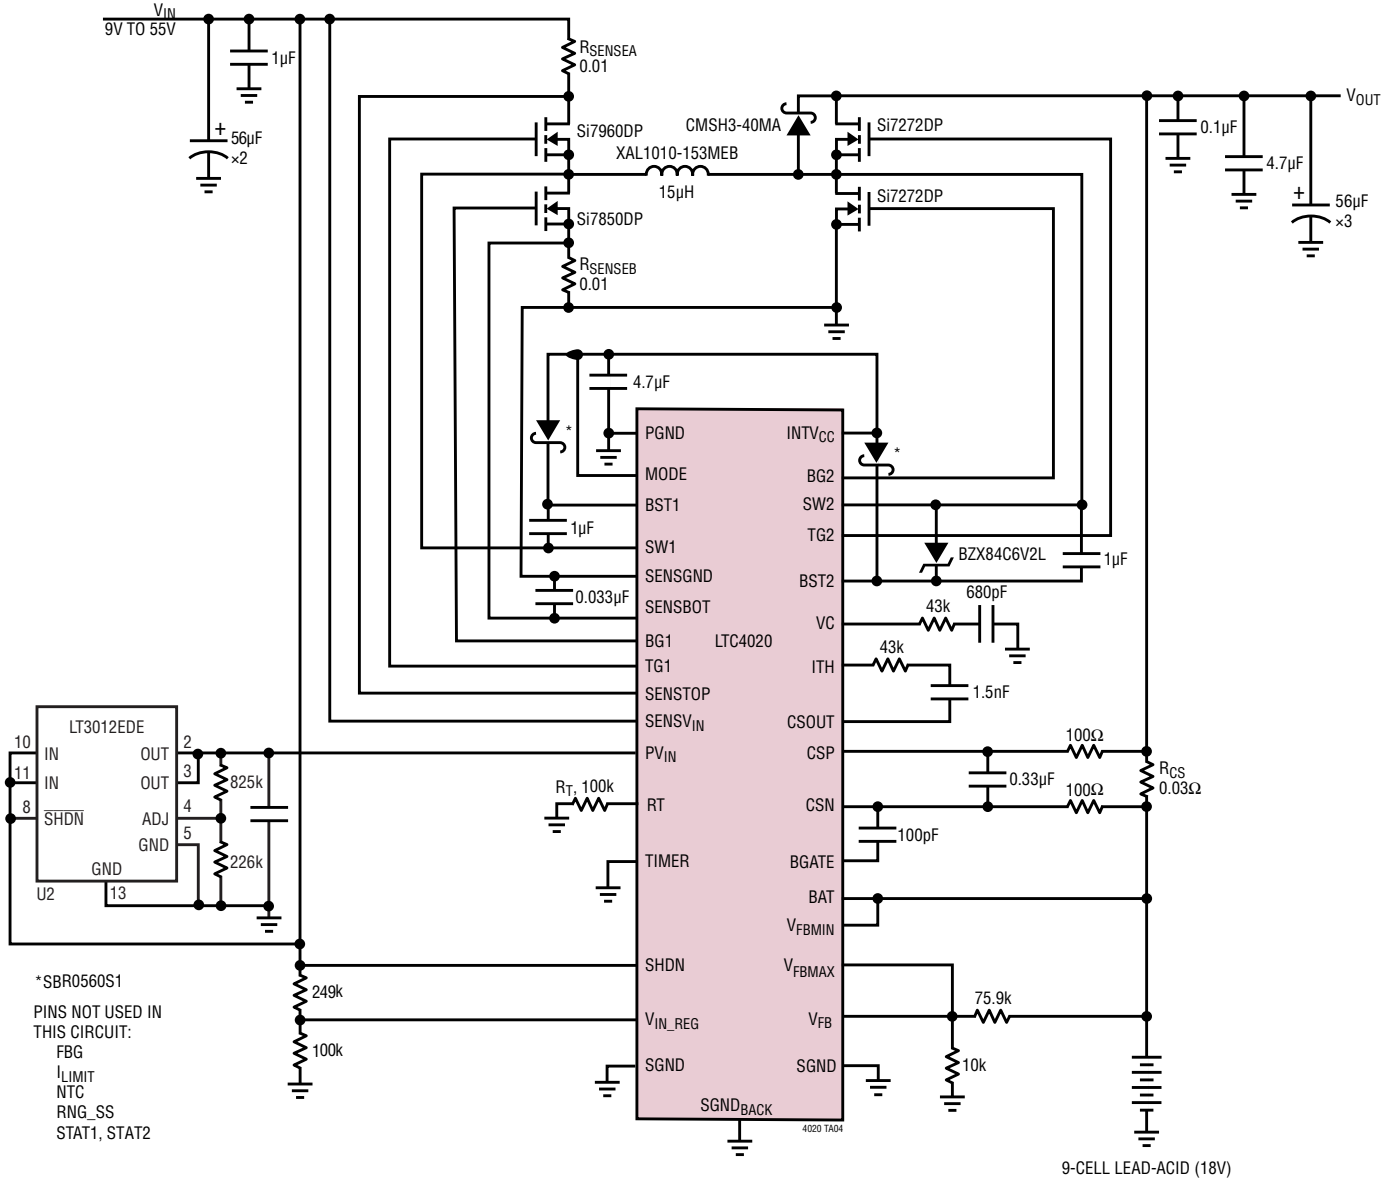 VIN
9V TO 55V
1µF
+
56µF
×2
RSENSEA
0.01
Si7960DP
Si7850DP
RSENSEB
0.01
XAL1010-153MEB
15µH
CMSH3-40MA
Si7272DP
Si7272DP
VOUT
0.1µF
4.7µF
+
56µF
×3
4.7µF
*
*
1µF
0.033µF
BZX84C6V2L
1µF
680pF
43k
43k
1.5nF
100Ω
0.33µF
100Ω
RCS
0.03Ω
100pF
75.9k
10k
RT, 100k
PGND
MODE
BST1
SW1
SENSGND
SENSBOT
BG1
TG1
SENSTOP
SENSVIN
PVIN
RT
TIMER
SHDN
VIN_REG
SGND
LTC4020
INTVCC
BG2
SW2
TG2
BST2
VC
ITH
CSOUT
CSP
CSN
BGATE
BAT
VFBMIN
VFBMAX
VFB
SGND
SGNDBACK
4020 TA04
LT3012EDE
10
IN
11
IN
8
SHDN
OUT
2
OUT
3
ADJ
4
GND
5
GND
13
U2
825k
226k
249k
100k
*SBR0560S1
PINS NOT USED IN
THIS CIRCUIT:
FBG
ILIMIT
NTC
RNG_SS
STAT1, STAT2
9-CELL LEAD-ACID (18V)